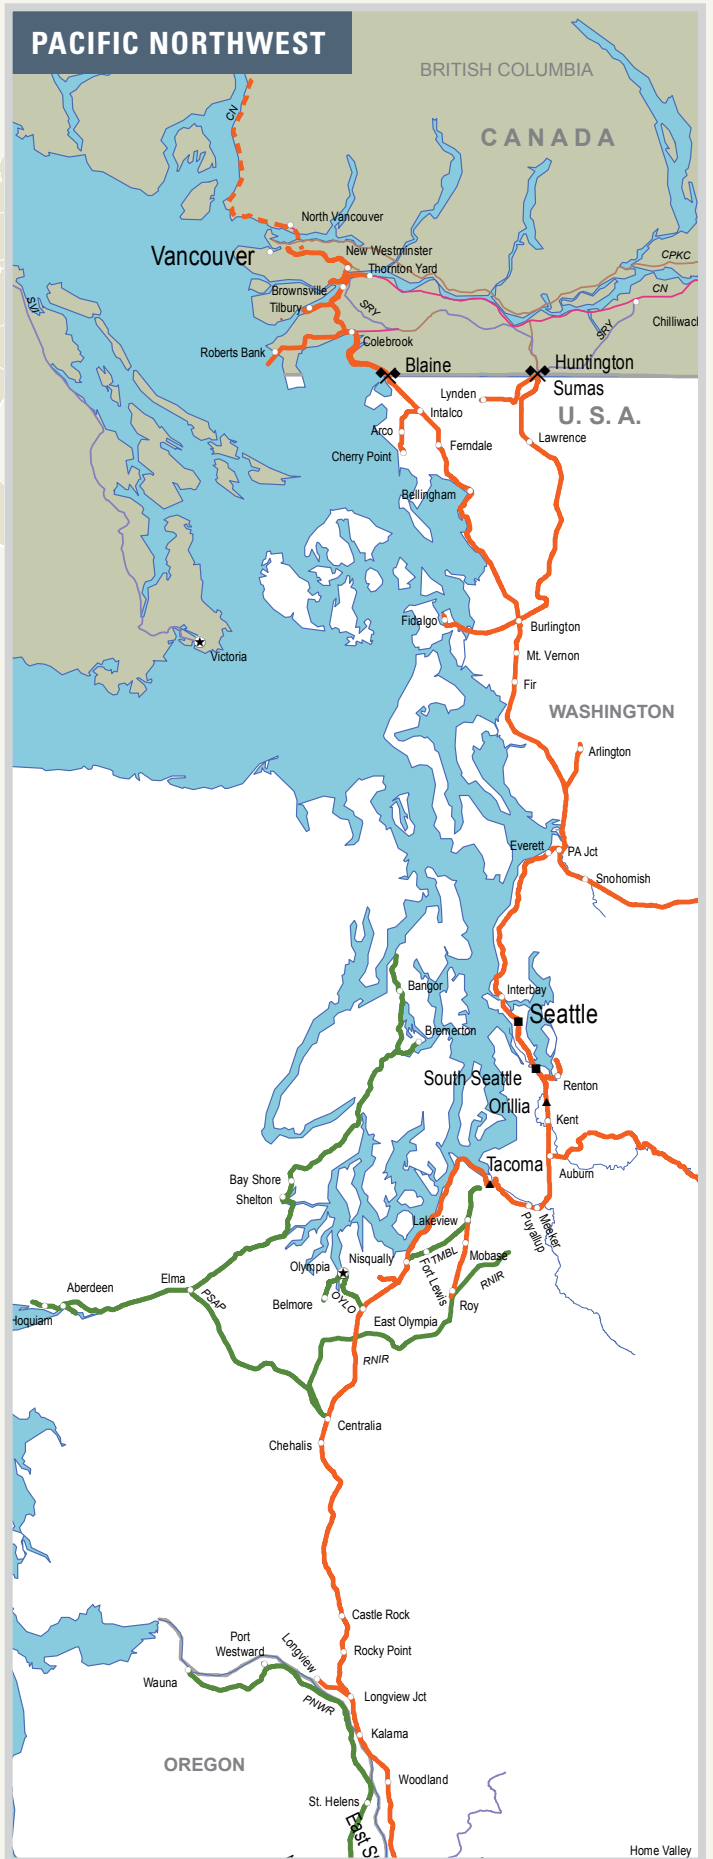 PACIFIC NORTHWEST
BRITISH COLUMBIA
CANADA
CN
North Vancouver
Vancouver
New Westminster
CPKC
Thornton Yard
CN
Brownsville
SVI
Tilbury
SRY
Chilliwac
SRY
Colebrook
Roberts Bank
Blaine
Huntington
Sumas
Lynden
U. S. A.
Intalco
Arco
Lawrence
Ferndale
Cherry Point
Bellingham
Fidalgo
Burlington
Victoria
Mt. Vernon
Fir
WASHINGTON
Arlington
Everett
PA Jct
Snohomish
Bangor
Interbay
Seattle
Bremerton
South Seattle
Renton
Orillia
Kent
Tacoma
Auburn
Bay Shore
Shelton
Lakeview
Meeker
Puyallup
Nisqually
TMBL
Mobase
Olympia
Fort Lewis
RNIR
Elma
Aberdeen
PSAP
Belmore
OYLO
Roy
Hoquiam
East Olympia
RNIR
Centralia
Chehalis
Castle Rock
Port
Westward
Longview
Rocky Point
Wauna
Longview Jct
PNWR
Kalama
OREGON
Woodland
St. Helens
East S
Home Valley